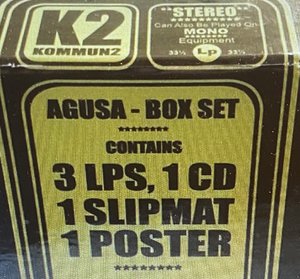 K2
KOMMUN2
"STEREO"
Can Also Be Played On
MONO
Equipment
33⅓ LP 33⅓
AGUSA - BOX SET
********
CONTAINS
3 LPS, 1 CD
1 SLIPMAT
1 POSTER
********